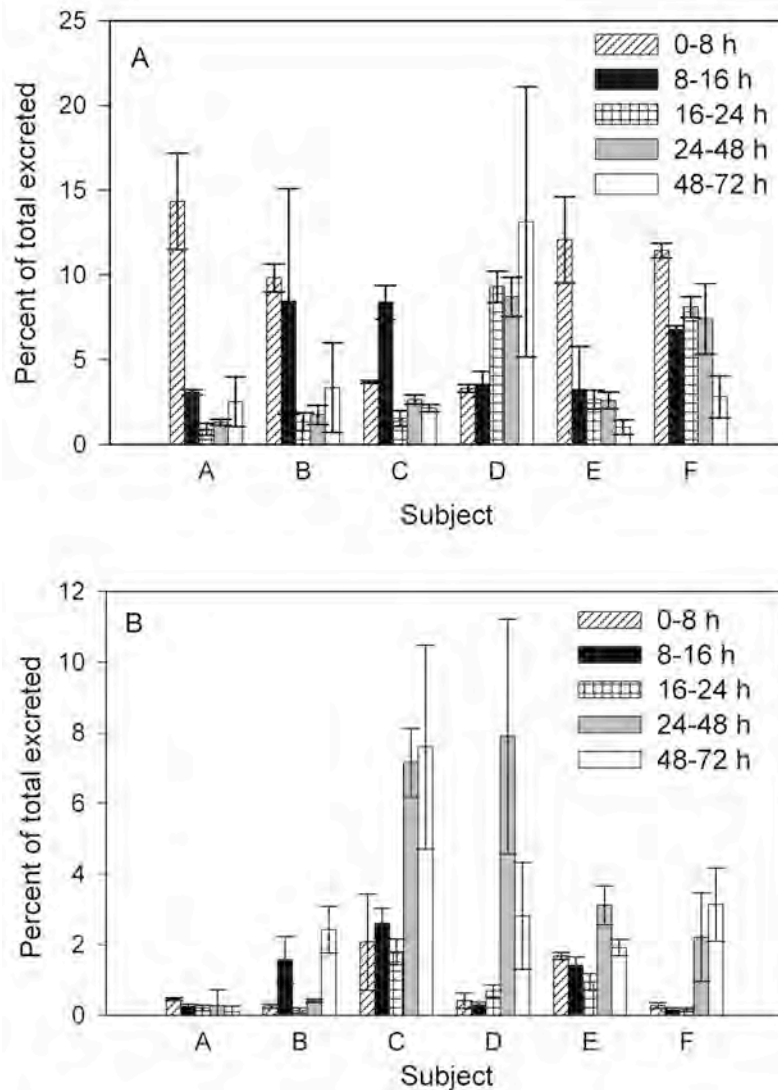 25
20
15
10
5
0
Percent of total excreted
A
0-8 h
8-16 h
16-24 h
24-48 h
48-72 h
A B C D E F
Subject
12
10
8
6
4
2
0
Percent of total excreted
B
0-8 h
8-16 h
16-24 h
24-48 h
48-72 h
A B C D E F
Subject